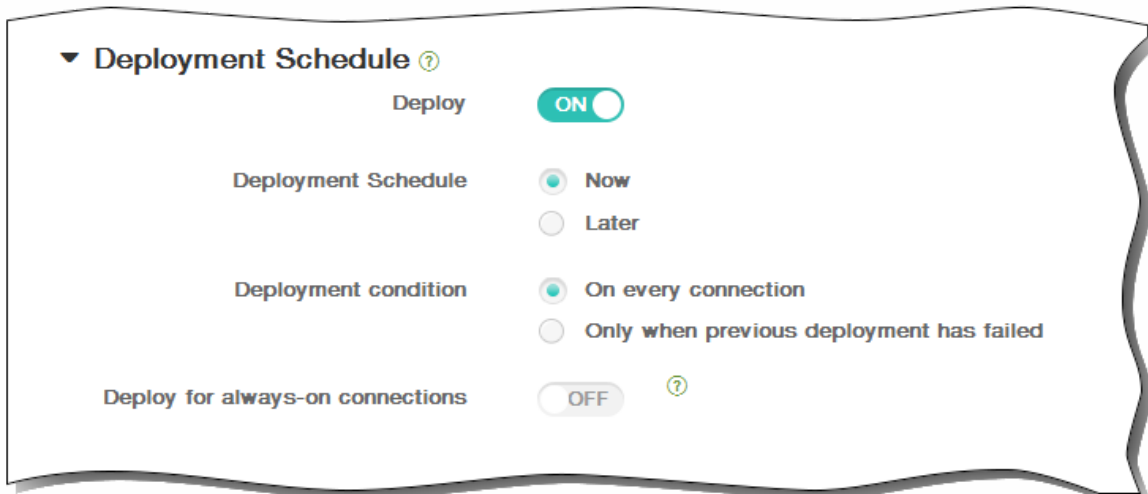 Deployment Schedule ?
Deploy ON
Deployment Schedule Now
Later
Deployment condition On every connection
Only when previous deployment has failed
Deploy for always-on connections OFF ?